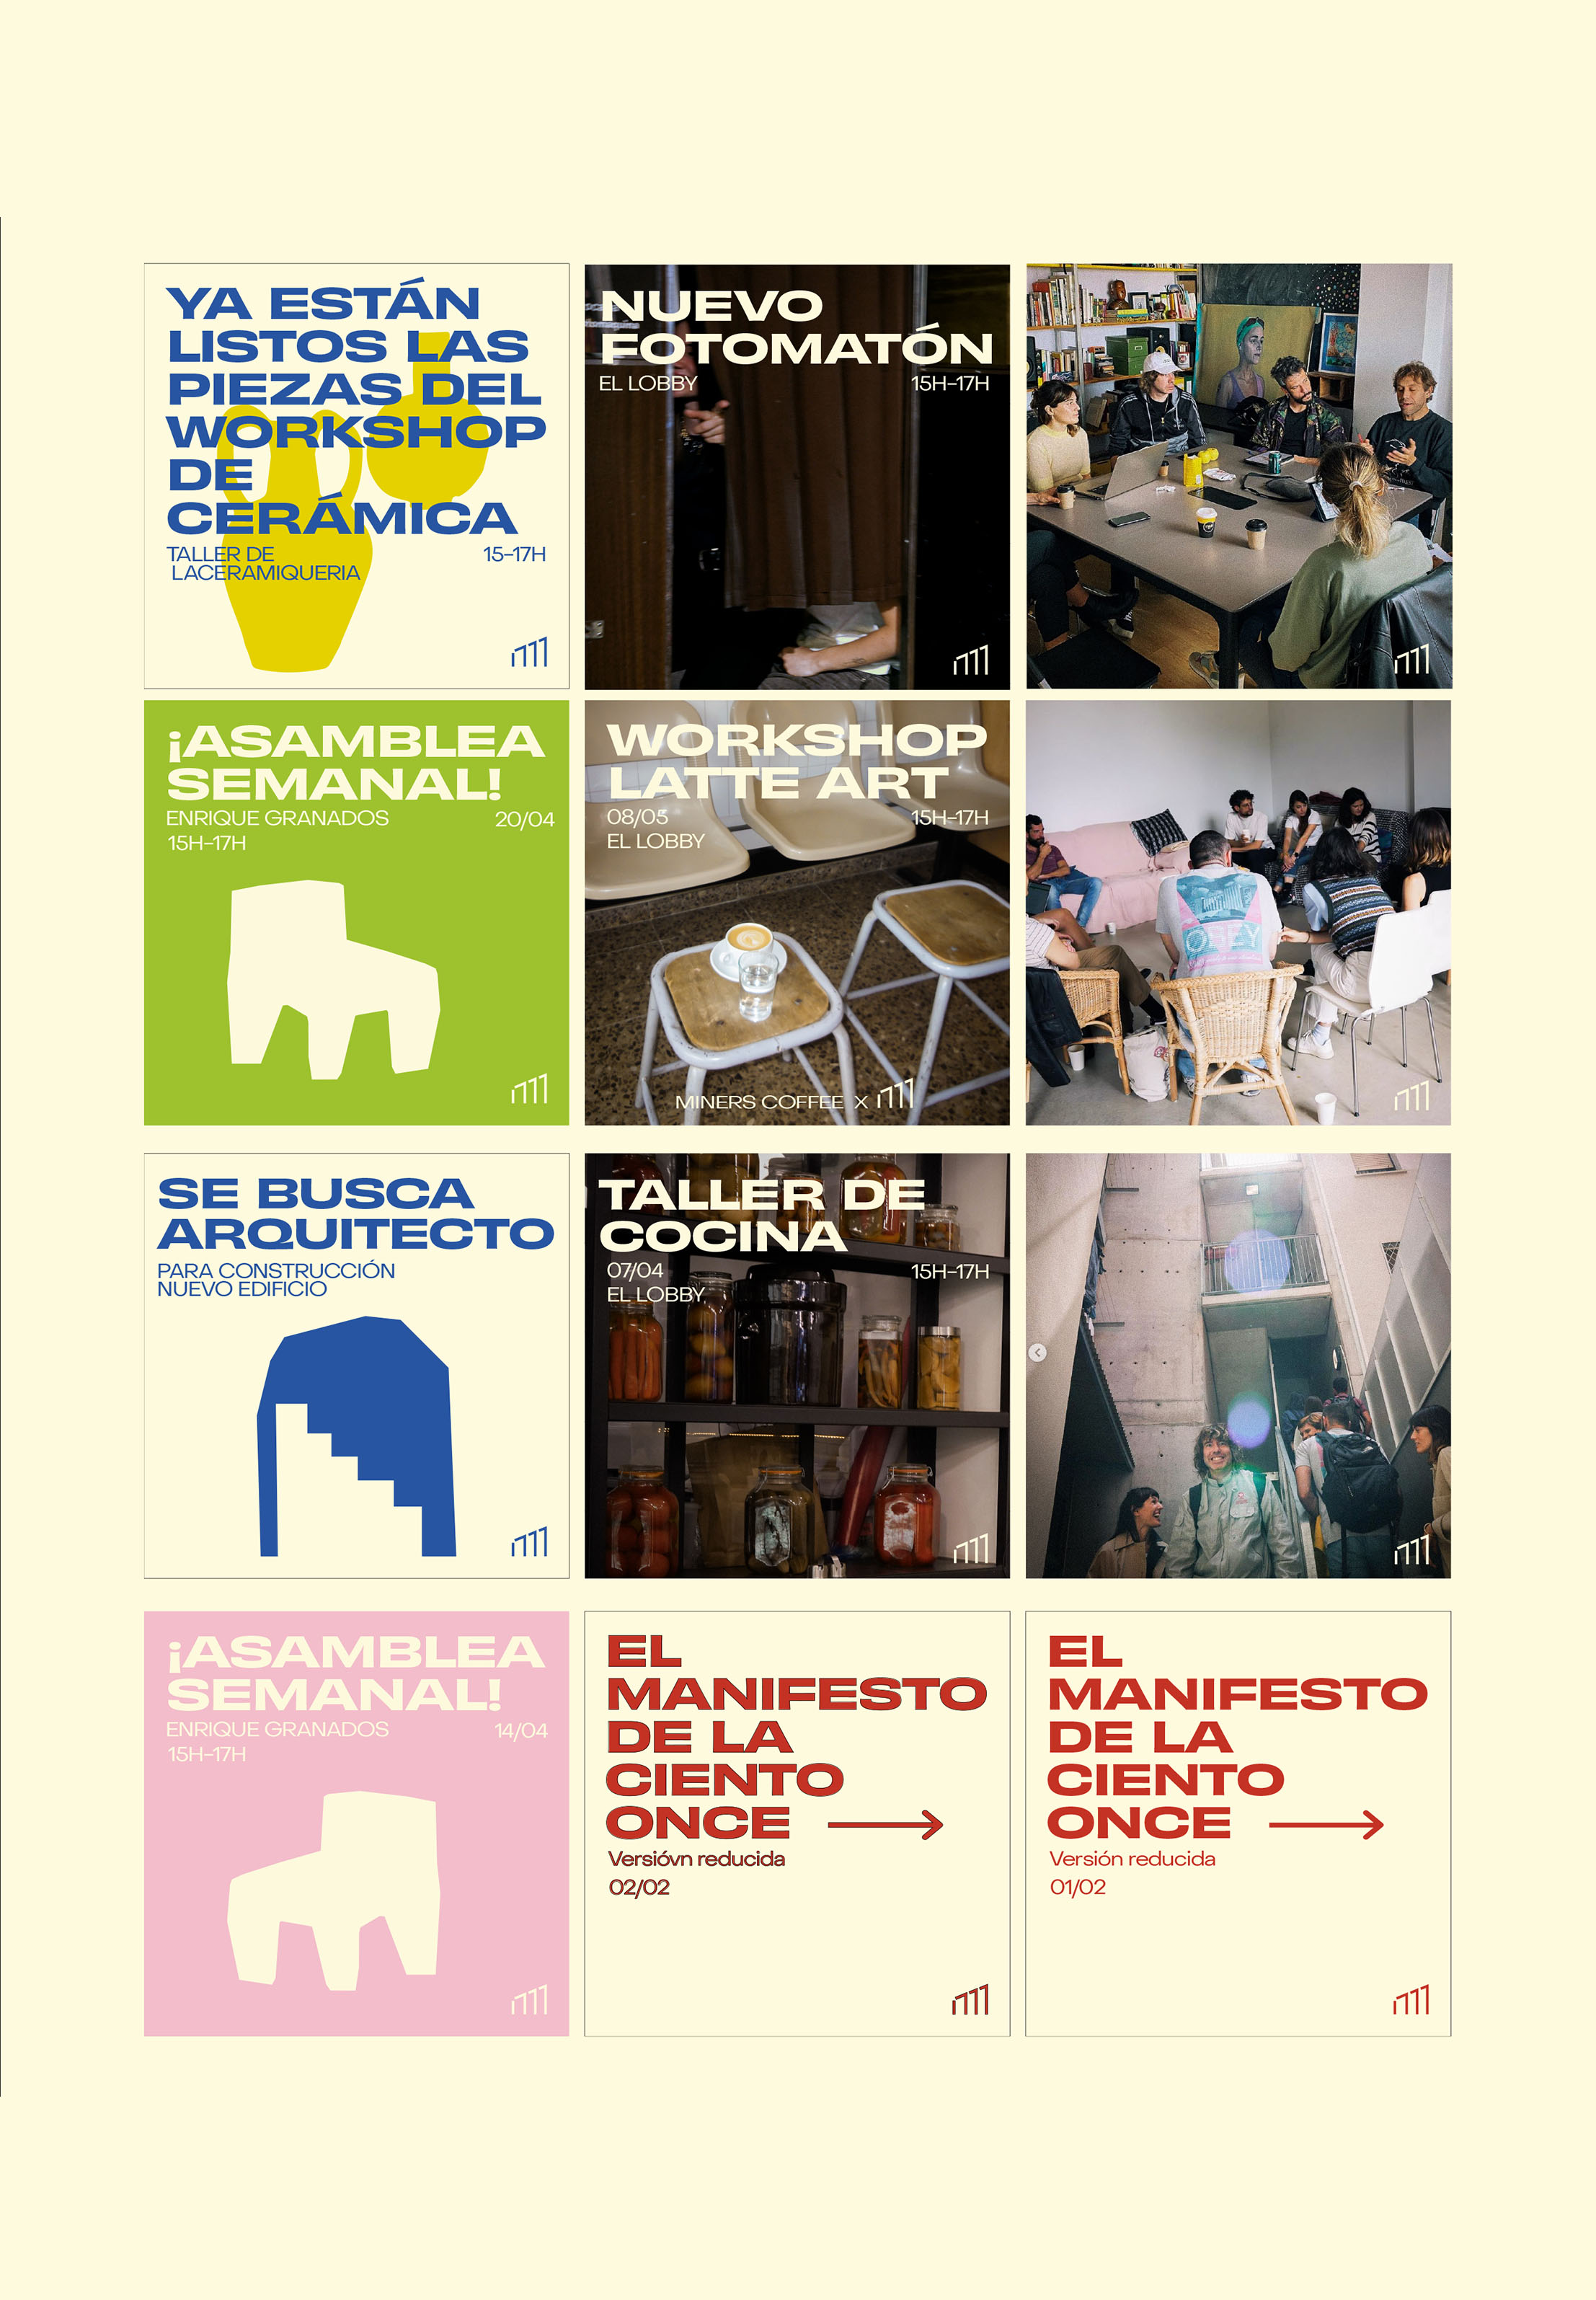 YA ESTÁN
LISTOS LAS
PIEZAS DEL
WORKSHOP
DE
CERÁMICA
TALLER DE
LACERAMIQUERIA
15-17H
NUEVO
FOTOMATÓN
EL LOBBY
15H-17H
¡ASAMBLEA
SEMANAL!
ENRIQUE GRANADOS
20/04
15H-17H
WORKSHOP
LATTE ART
08/05
15H-17H
EL LOBBY
MINERS COFFEE X
OBEY
SE BUSCA
ARQUITECTO
PARA CONSTRUCCIÓN
NUEVO EDIFICIO
TALLER DE
COCINA
07/04
15H-17H
EL LOBBY
¡ASAMBLEA
SEMANAL!
ENRIQUE GRANADOS
14/04
15H-17H
EL
MANIFESTO
DE LA
CIENTO
ONCE
Versióvn reducida
02/02
EL
MANIFESTO
DE LA
CIENTO
ONCE
Versión reducida
01/02